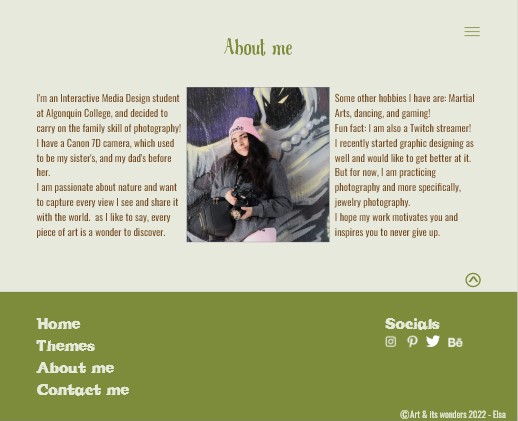 About me
I'm an Interactive Media Design student
at Algonquin College, and decided to
carry on the family skill of photography!
I have a Canon 7D camera, which used
to be my sister's, and my dad's before
her.
I am passionate about nature and want
to capture every view I see and share it
with the world.  as I like to say, every
piece of art is a wonder to discover.
Some other hobbies I have are: Martial
Arts, dancing, and gaming!
Fun fact: I am also a Twitch streamer!
I recently started graphic designing as
well and would like to get better at it.
But for now, I am practicing
photography and more specifically,
jewelry photography.
I hope my work motivates you and
inspires you to never give up.
Home
Themes
About me
Contact me
Socials
Bē
©Art & its wonders 2022 - Elsa